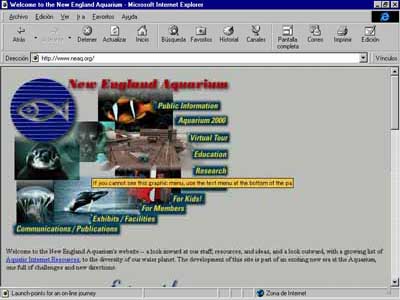 Welcome to the New England Aquarium - Microsoft Internet Explorer
Archivo Edición Ver Ir a Favoritos Ayuda
Atrás Adelante Detener Actualizar Inicio Búsqueda Favoritos Historial Canales Pantalla completa Correo Imprimir Edición
Dirección http://www.neaq.org/ Vínculos
New England Aquarium
Public Information
Aquarium 2000
Virtual Tour
Education
Research
If you cannot see this graphic menu, use the text menu at the bottom of the pa
For Kids!
For Members
Exhibits / Facilities
Communications / Publications
Welcome to the New England Aquarium's website -- a look inward at our staff, resources, and ideas, and a look outward, with a growing list of
Aquatic Internet Resources, to the diversity of our water planet. The development of this site is part of an exciting new era at the Aquarium,
one full of challenges and new directions.
Launch-points for an on-line journey Zona de Internet